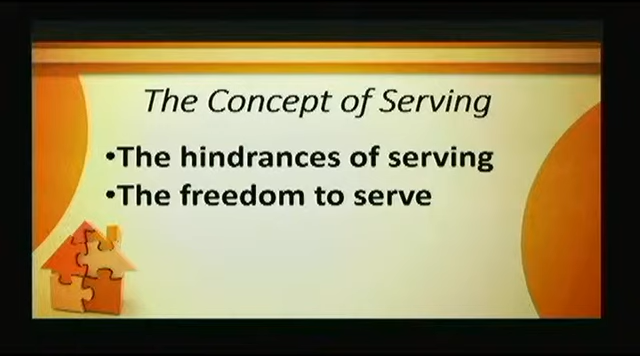 The Concept of Serving
•The hindrances of serving
•The freedom to serve